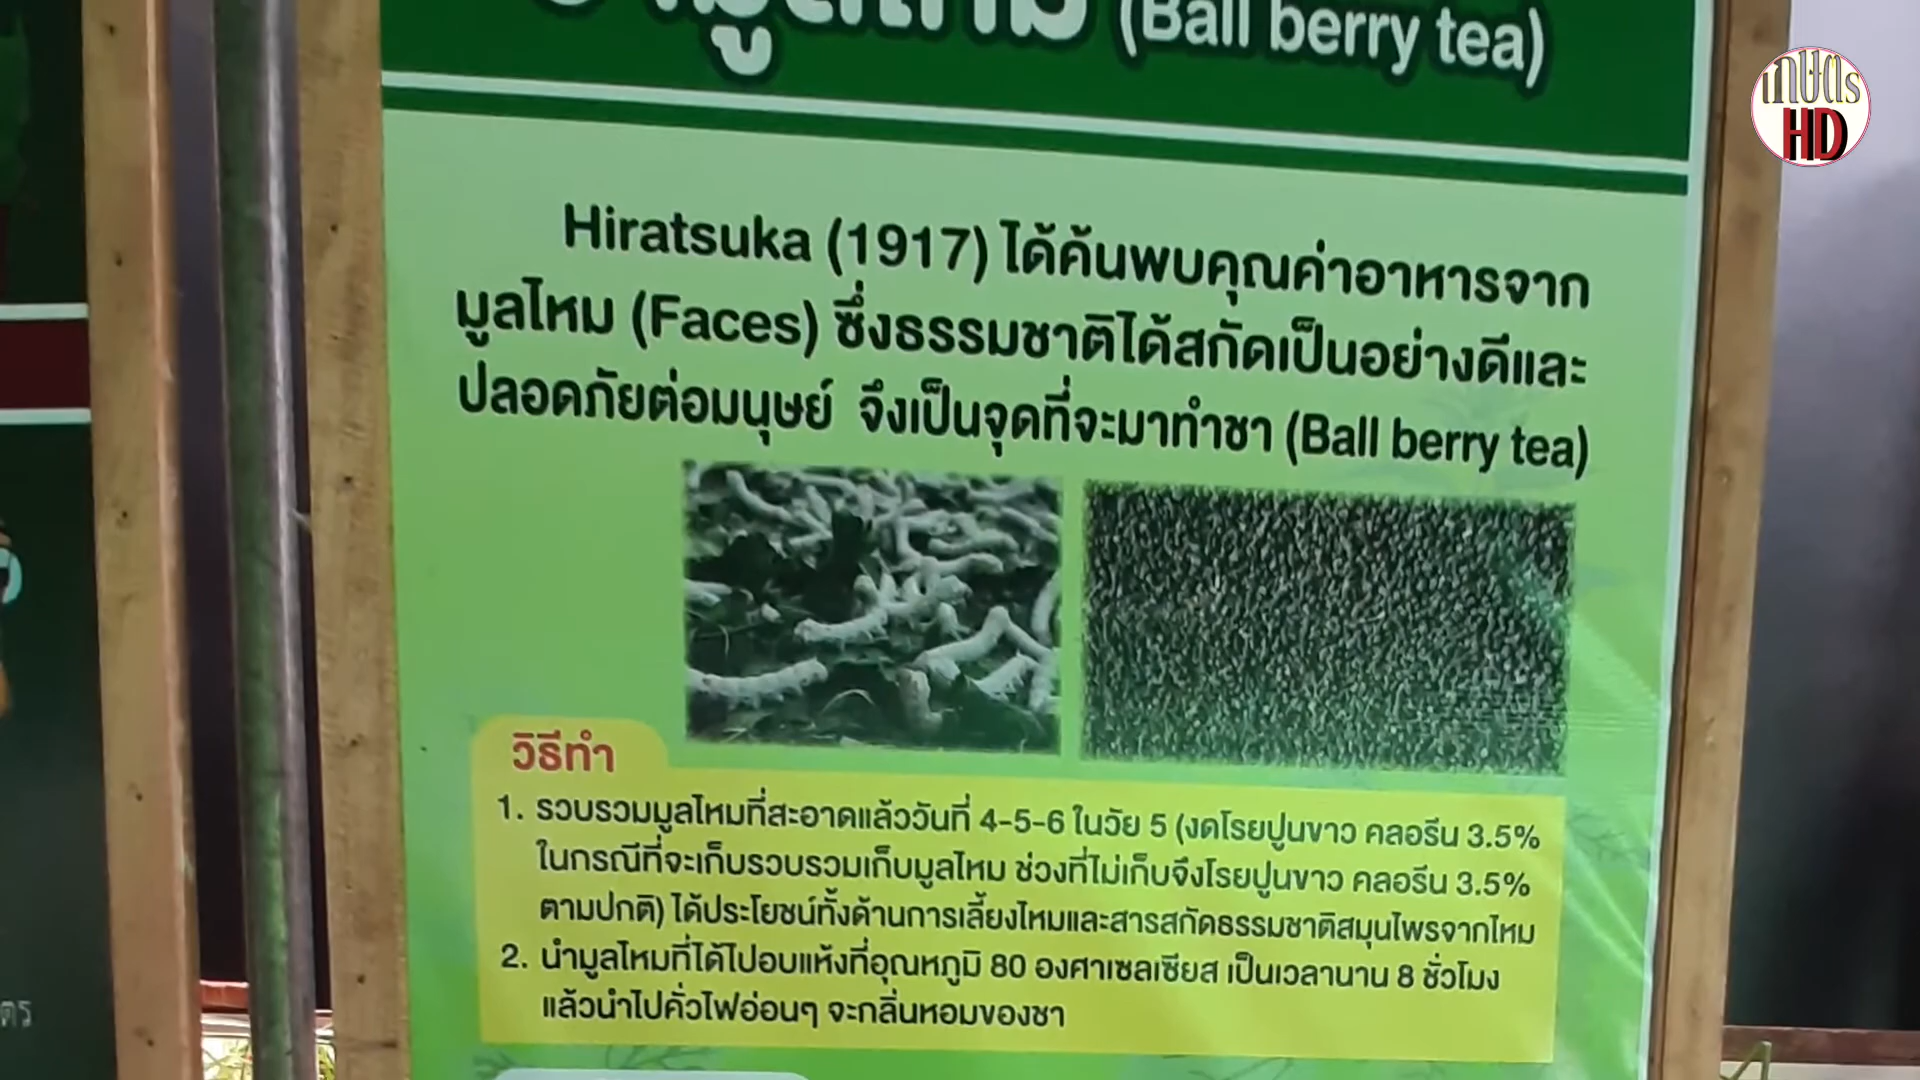 (Ball berry tea)
เกษตร
HD
Hiratsuka (1917) ได้ค้นพบคุณค่าอาหารจาก
มูลไหม (Faces) ซึ่งธรรมชาติได้สกัดเป็นอย่างดีและ
ปลอดภัยต่อมนุษย์ จึงเป็นจุดที่จะมาทำชา (Ball berry tea)
วิธีทำ
1. รวบรวมมูลไหมที่สะอาดแล้ววันที่ 4-5-6 ในวัย 5 (งดโรยปูนขาว คลอรีน 3.5%
ในกรณีที่จะเก็บรวบรวมเก็บมูลไหม ช่วงที่ไม่เก็บจึงโรยปูนขาว คลอรีน 3.5%
ตามปกติ) ได้ประโยชน์ทั้งด้านการเลี้ยงไหมและสารสกัดธรรมชาติสมุนไพรจากไหม
2. นำมูลไหมที่ได้ไปอบแห้งที่อุณหภูมิ 80 องศาเซลเซียส เป็นเวลานาน 8 ชั่วโมง
แล้วนำไปคั่วไฟอ่อนๆ จะกลิ่นหอมของชา